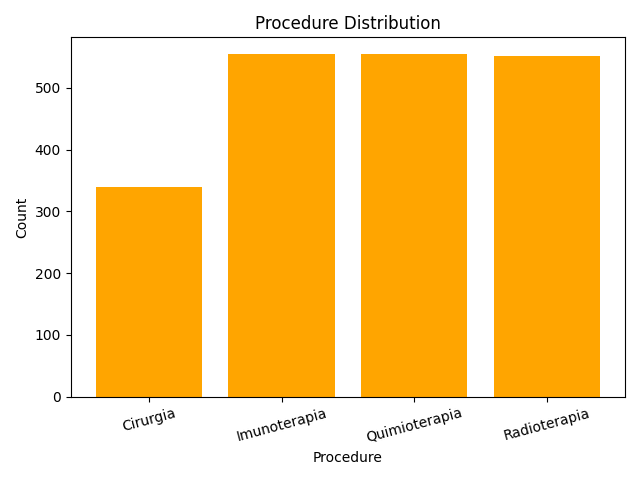 Procedure Distribution
Count
500
400
300
200
100
0
Cirurgia
Imunoterapia
Quimioterapia
Radioterapia
Procedure